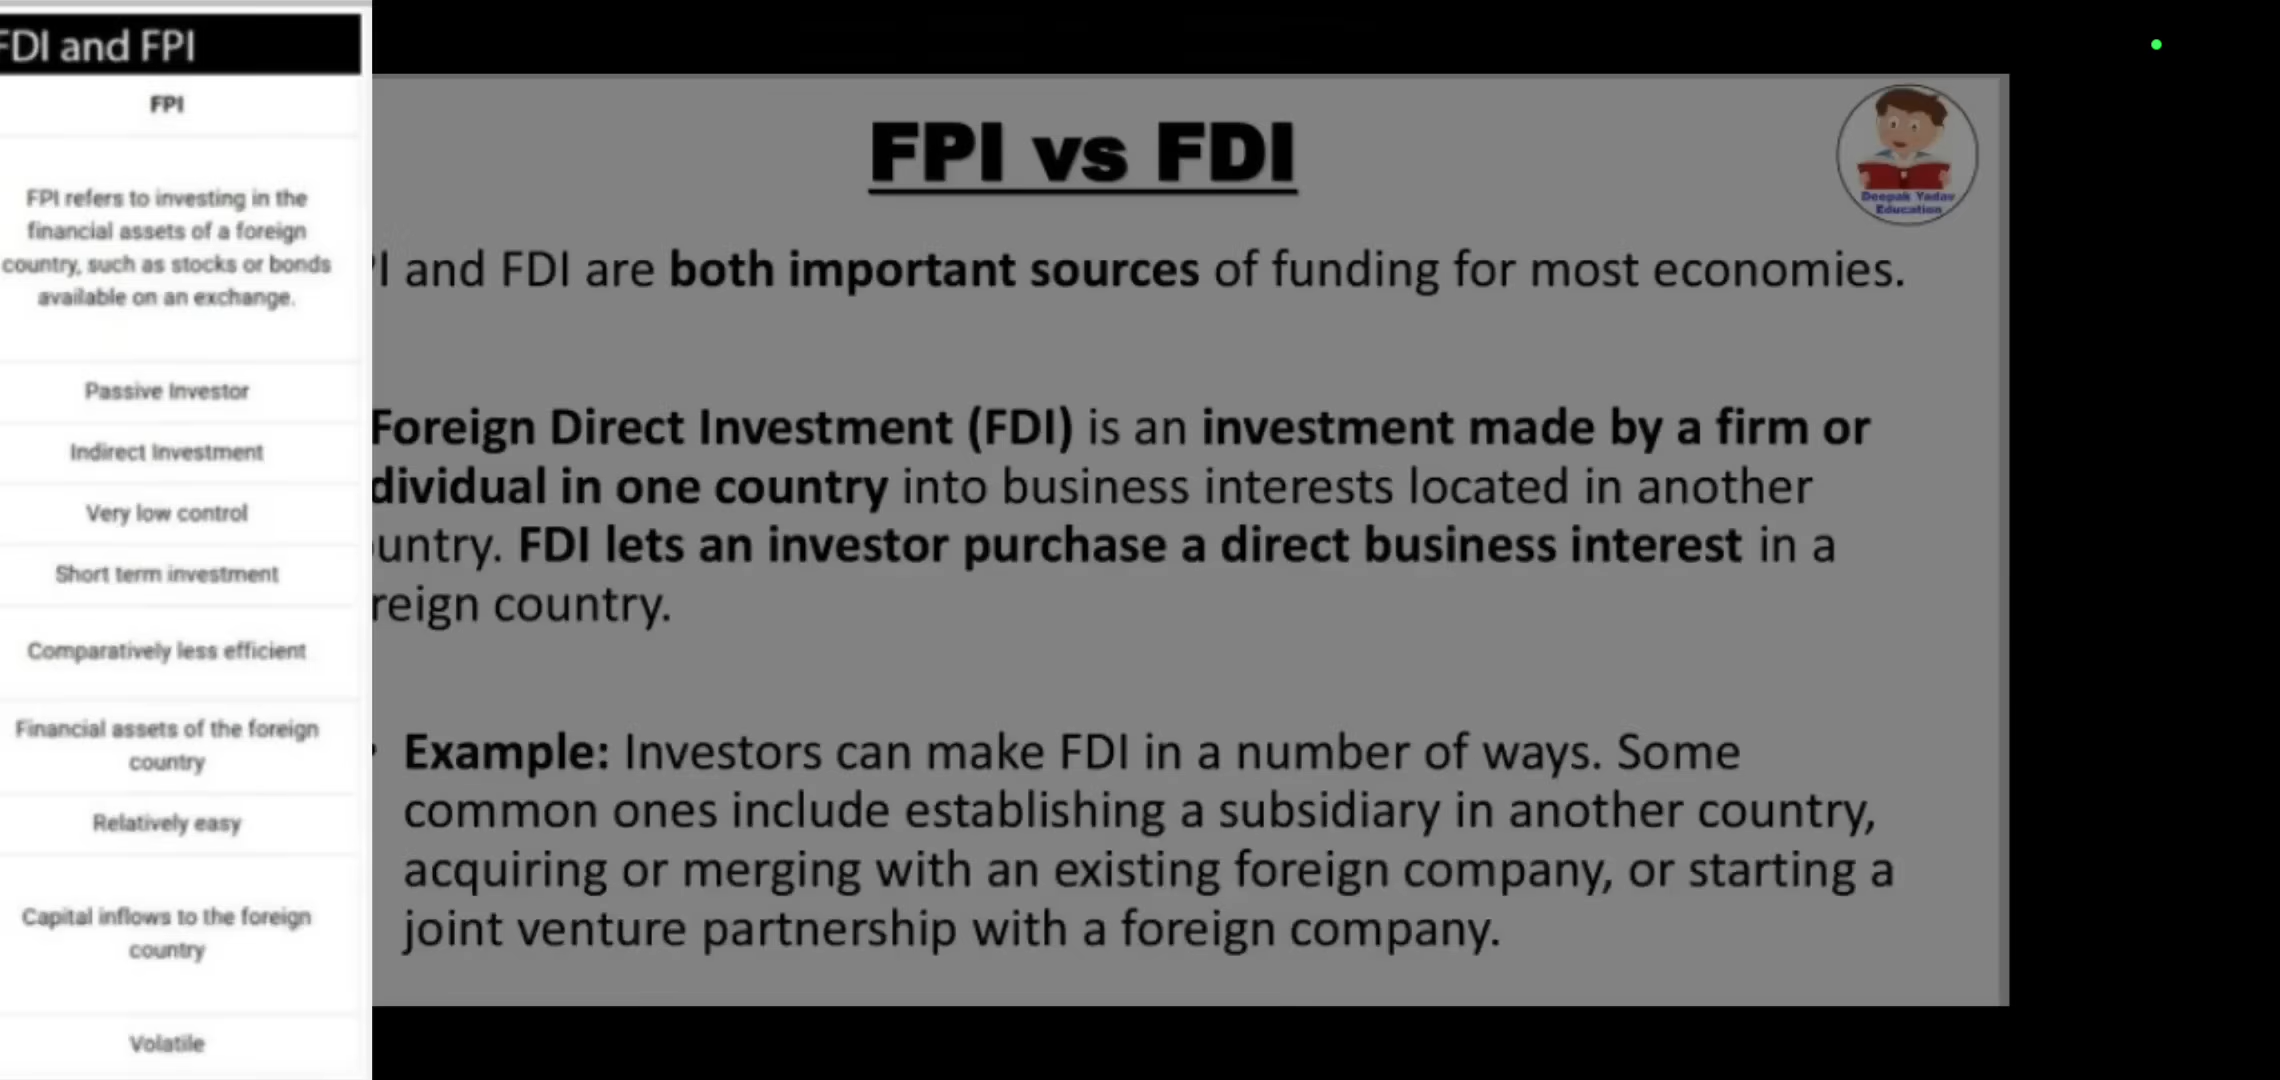 FDI and FPI
FPI
FPI refers to investing in the
financial assets of a foreign
country, such as stocks or bonds
available on an exchange.
Passive Investor
Indirect Investment
Very low control
Short term investment
Comparatively less efficient
Financial assets of the foreign
country
Relatively easy
Capital inflows to the foreign
country
Volatile
FPI vs FDI
Deepak Yadav
Education
I and FDI are both important sources of funding for most economies.
Foreign Direct Investment (FDI) is an investment made by a firm or
dividual in one country into business interests located in another
untry. FDI lets an investor purchase a direct business interest in a
reign country.
• Example: Investors can make FDI in a number of ways. Some
common ones include establishing a subsidiary in another country,
acquiring or merging with an existing foreign company, or starting a
joint venture partnership with a foreign company.